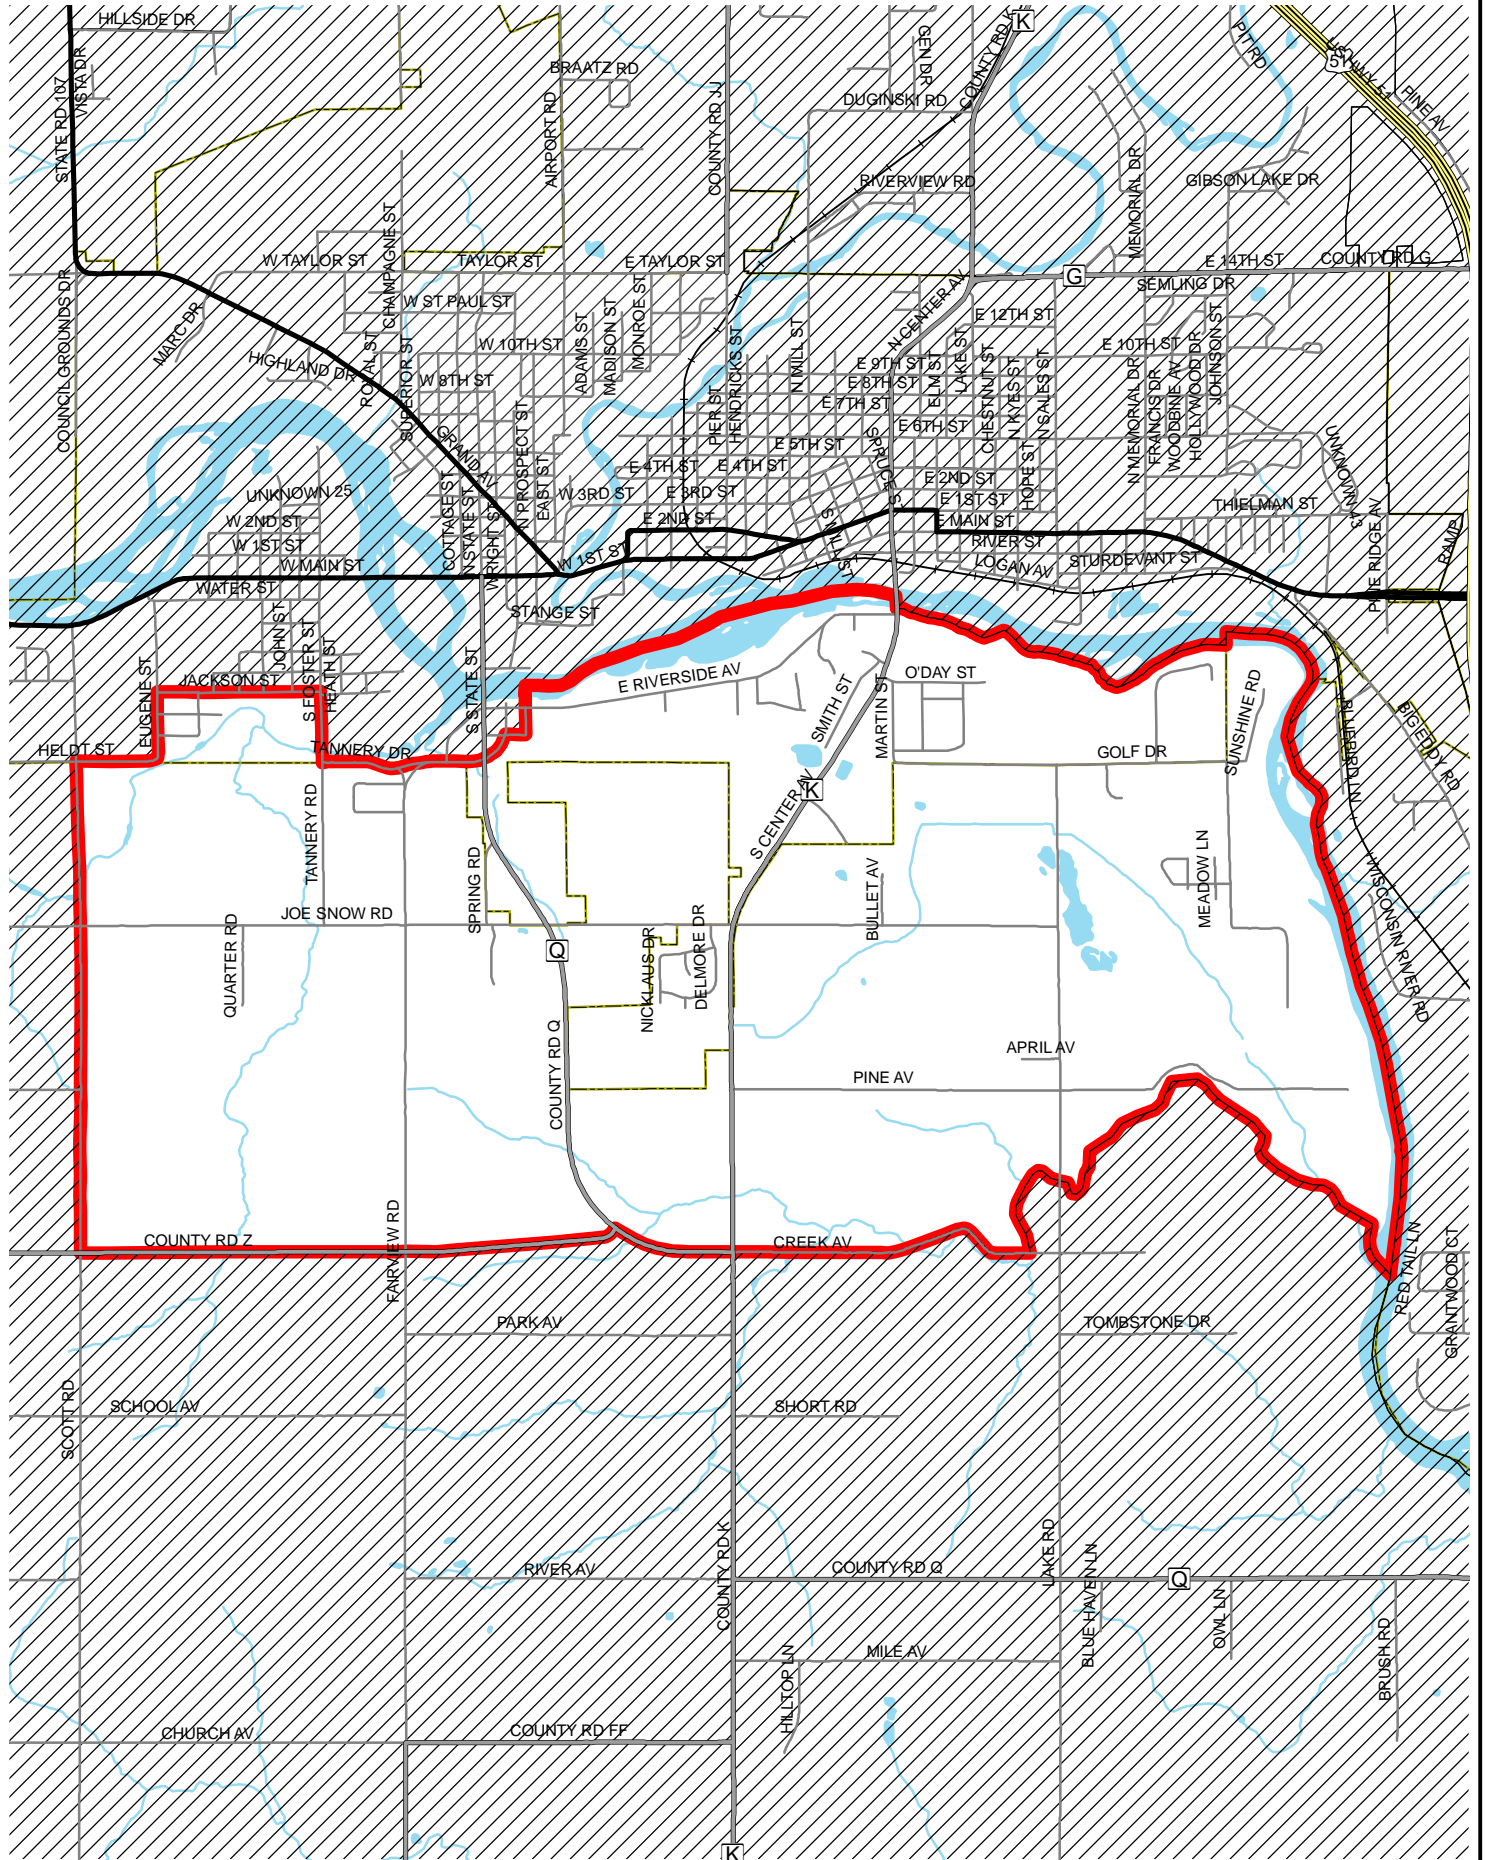 HILLSIDE DR
K
COUNTY RD K
GEN DR
PIT RD
US HWY 51
51
PINE AV
STATE RD 107
VISTA DR
BRAATZ RD
AIRPORT RD
COUNTY RD JJ
DUGINSKI RD
RIVERVIEW RD
MEMORIAL DR
GIBSON LAKE DR
COUNCIL GROUNDS DR
W TAYLOR ST
TAYLOR ST
E TAYLOR ST
CHAMPAGNE ST
E 14TH ST
COUNTY RD G
G
SEMLING DR
MARC DR
W ST PAUL ST
MONROE ST
N CENTER AV
E 12TH ST
HIGHLAND DR
ROYAL ST
SUPERIOR ST
W 10TH ST
ADAMS ST
MADISON ST
HENDRICKS ST
PIER ST
N MILL ST
E 9TH ST
E 10TH ST
W 8TH ST
E 8TH ST
E 7TH ST
E 6TH ST
ELM ST
LAKE ST
CHESTNUT ST
N KYES ST
N SALES ST
N MEMORIAL DR
FRANCIS DR
WOODBINE AV
HOLLYWOOD DR
JOHNSON ST
GRAND AV
N PROSPECT ST
EAST ST
E 5TH ST
E 4TH ST
E 4TH ST
SPRUCE S
E 2ND ST
HOPE ST
UNKNOWN 43
UNKNOWN 25
COTTAGE ST
N STATE ST
WRIGHT ST
W 3RD ST
E 3RD ST
E 1ST ST
THIELMAN ST
W 2ND ST
E 2ND ST
S MILL ST
E MAIN ST
RIVER ST
W 1ST ST
W 1ST ST
LOGAN AV
STURDEVANT ST
PINE RIDGE AV
RAMP
W MAIN ST
WATER ST
STANGE ST
JOHN ST
S FOSTER ST
HEATH ST
EUGENE ST
JACKSON ST
S STATE ST
E RIVERSIDE AV
SMITH ST
MARTIN ST
O'DAY ST
SUNSHINE RD
BLUEBIRD LN
BIG EDDY RD
HELDT ST
TANNERY DR
GOLF DR
K
S CENTER AV
TANNERY RD
SPRING RD
BULLET AV
MEADOW LN
WISCONSIN RIVER RD
JOE SNOW RD
QUARTER RD
Q
NICKLAUS DR
DELMORE DR
COUNTY RD Q
APRIL AV
PINE AV
COUNTY RD Z
FAIRVIEW RD
CREEK AV
RED TAIL LN
GRANTWOOD CT
PARK AV
TOMBSTONE DR
SCOTT RD
SCHOOL AV
SHORT RD
RIVER AV
COUNTY RD K
COUNTY RD Q
LAKE RD
BLUE HAVEN LN
Q
OWL LN
BRUSH RD
HILLTOP LN
MILE AV
CHURCH AV
COUNTY RD FF
K